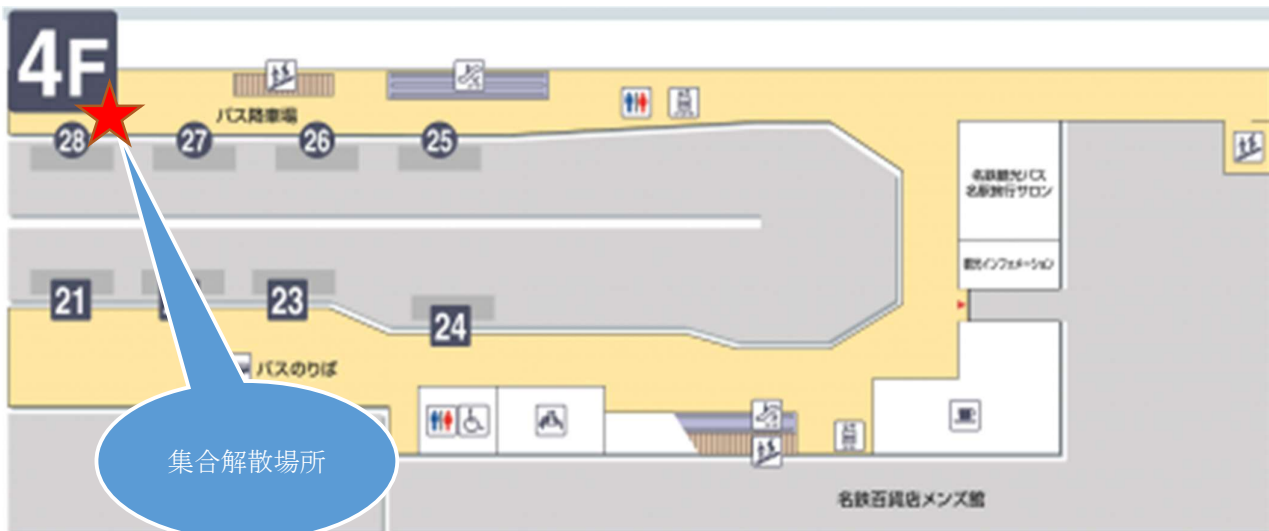 4F
バス降車場
28
27
26
25
名鉄観光バス
名駅旅行サロン
観光インフォメーション
21
23
24
バスのりば
集合解散場所
名鉄百貨店メンズ館